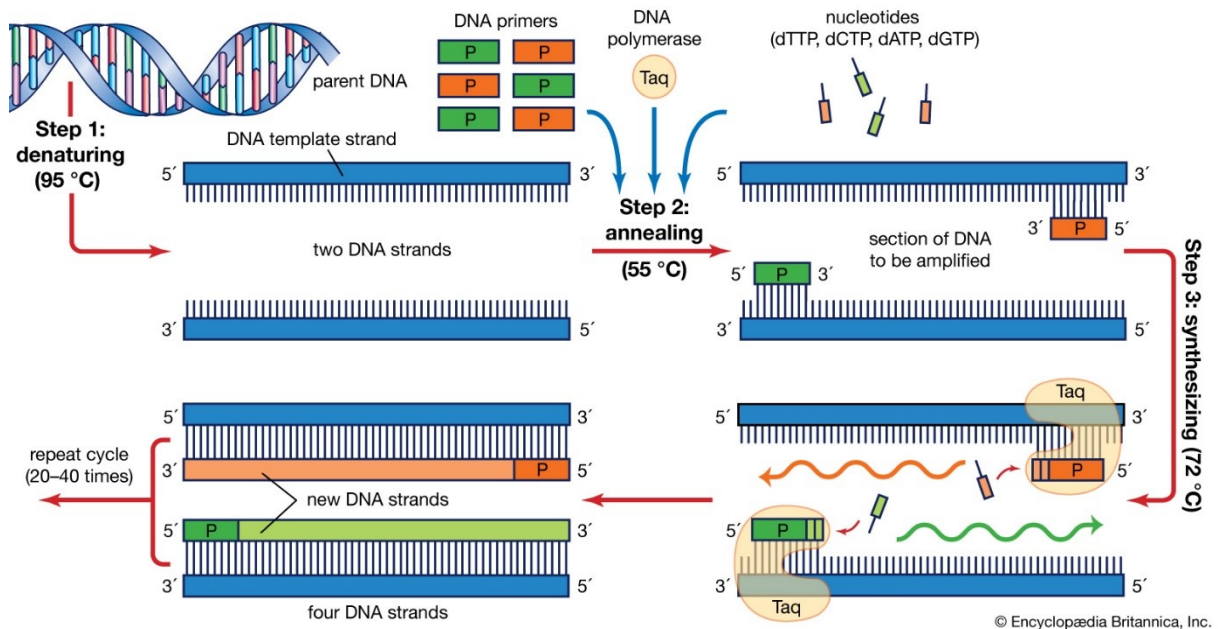 DNA primers
P P
P P
P P
DNA
polymerase
Taq
nucleotides
(dTTP, dCTP, dATP, dGTP)
parent DNA
Step 1:
denaturing
(95 °C)
DNA template strand
5′ 3′
two DNA strands
3′ 5′
Step 2:
annealing
(55 °C)
5′ 3′
3′ P 5′
section of DNA
to be amplified
5′ P 3′
3′ 5′
Step 3: synthesizing (72 °C)
Taq
5′ 3′
P 5′
5′ P
3′ 5′
Taq
repeat cycle
(20–40 times)
5′ 3′
3′ P 5′
new DNA strands
5′ P 3′
3′ 5′
four DNA strands
© Encyclopædia Britannica, Inc.